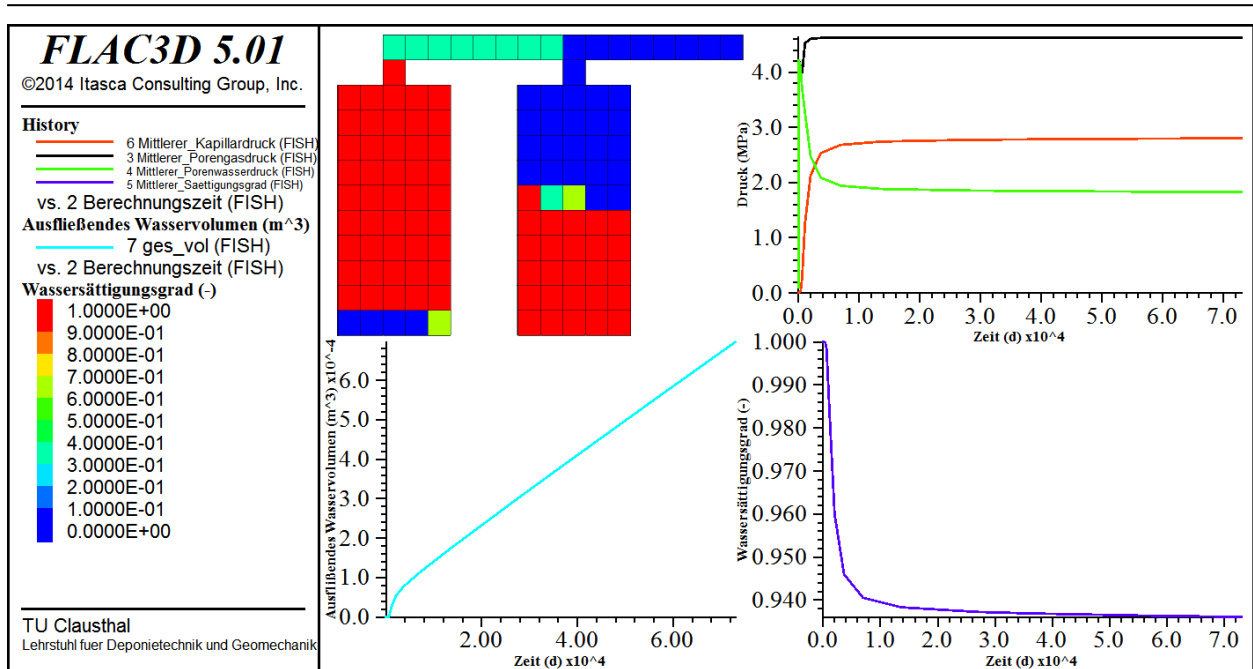 FLAC3D 5.01
©2014 Itasca Consulting Group, Inc.
History
6 Mittlerer_Kapillardruck (FISH)
3 Mittlerer_Porengasdruck (FISH)
4 Mittlerer_Porenwasserdruck (FISH)
5 Mittlerer_Saettigungsgrad (FISH)
vs. 2 Berechnungszeit (FISH)
Ausfließendes Wasservolumen (m^3)
7 ges_vol (FISH)
vs. 2 Berechnungszeit (FISH)
Wassersättigungsgrad (-)
1.0000E+00
9.0000E-01
8.0000E-01
7.0000E-01
6.0000E-01
5.0000E-01
4.0000E-01
3.0000E-01
2.0000E-01
1.0000E-01
0.0000E+00
TU Clausthal
Lehrstuhl fuer Deponietechnik und Geomechanik
Druck (MPa)
4.0
3.0
2.0
1.0
0.0
0.0 1.0 2.0 3.0 4.0 5.0 6.0 7.0
Zeit (d) x10^4
Ausfließendes Wasservolumen (m^3) x10^-4
6.0
5.0
4.0
3.0
2.0
1.0
0.0
2.00 4.00 6.00
Zeit (d) x10^4
Wassersättigungsgrad (-)
1.000
0.990
0.980
0.970
0.960
0.950
0.940
0.0 1.0 2.0 3.0 4.0 5.0 6.0 7.0
Zeit (d) x10^4